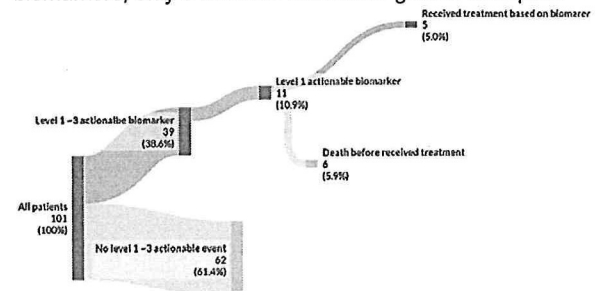 Received treatment based on biomarer
5
(5.0%)
Level 1 actionable biomarker
11
(10.9%)
Level 1-3 actionalbe biomarker
39
(38.6%)
Death before received treatment
6
(5.9%)
All patients
101
(100%)
No level 1-3 actionable event
62
(61.4%)